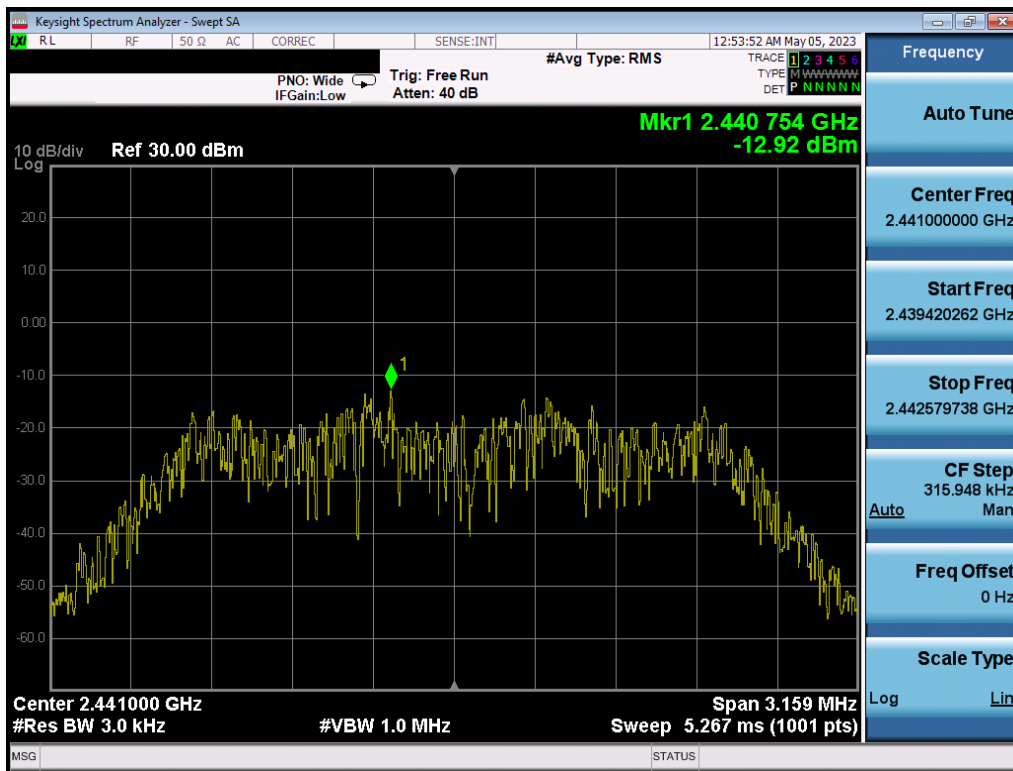 Keysight Spectrum Analyzer - Swept SA
LXI RL RF 50 Ω AC CORREC SENSE:INT 12:53:52 AM May 05, 2023
#Avg Type: RMS
TRACE 1 2 3 4 5 6
PNO: Wide Trig: Free Run TYPE M WWWWW
IFGain:Low Atten: 40 dB DET P N N N N N
Mkr1 2.440 754 GHz
-12.92 dBm
10 dB/div Ref 30.00 dBm
Log
1
20.0
10.0
0.00
-10.0
-20.0
-30.0
-40.0
-50.0
-60.0
Center 2.441000 GHz Span 3.159 MHz
#Res BW 3.0 kHz #VBW 1.0 MHz Sweep 5.267 ms (1001 pts)
MSG STATUS
Frequency
Auto Tune
Center Freq
2.441000000 GHz
Start Freq
2.439420262 GHz
Stop Freq
2.442579738 GHz
CF Step
315.948 kHz
Auto Man
Freq Offset
0 Hz
Scale Type
Log Lin